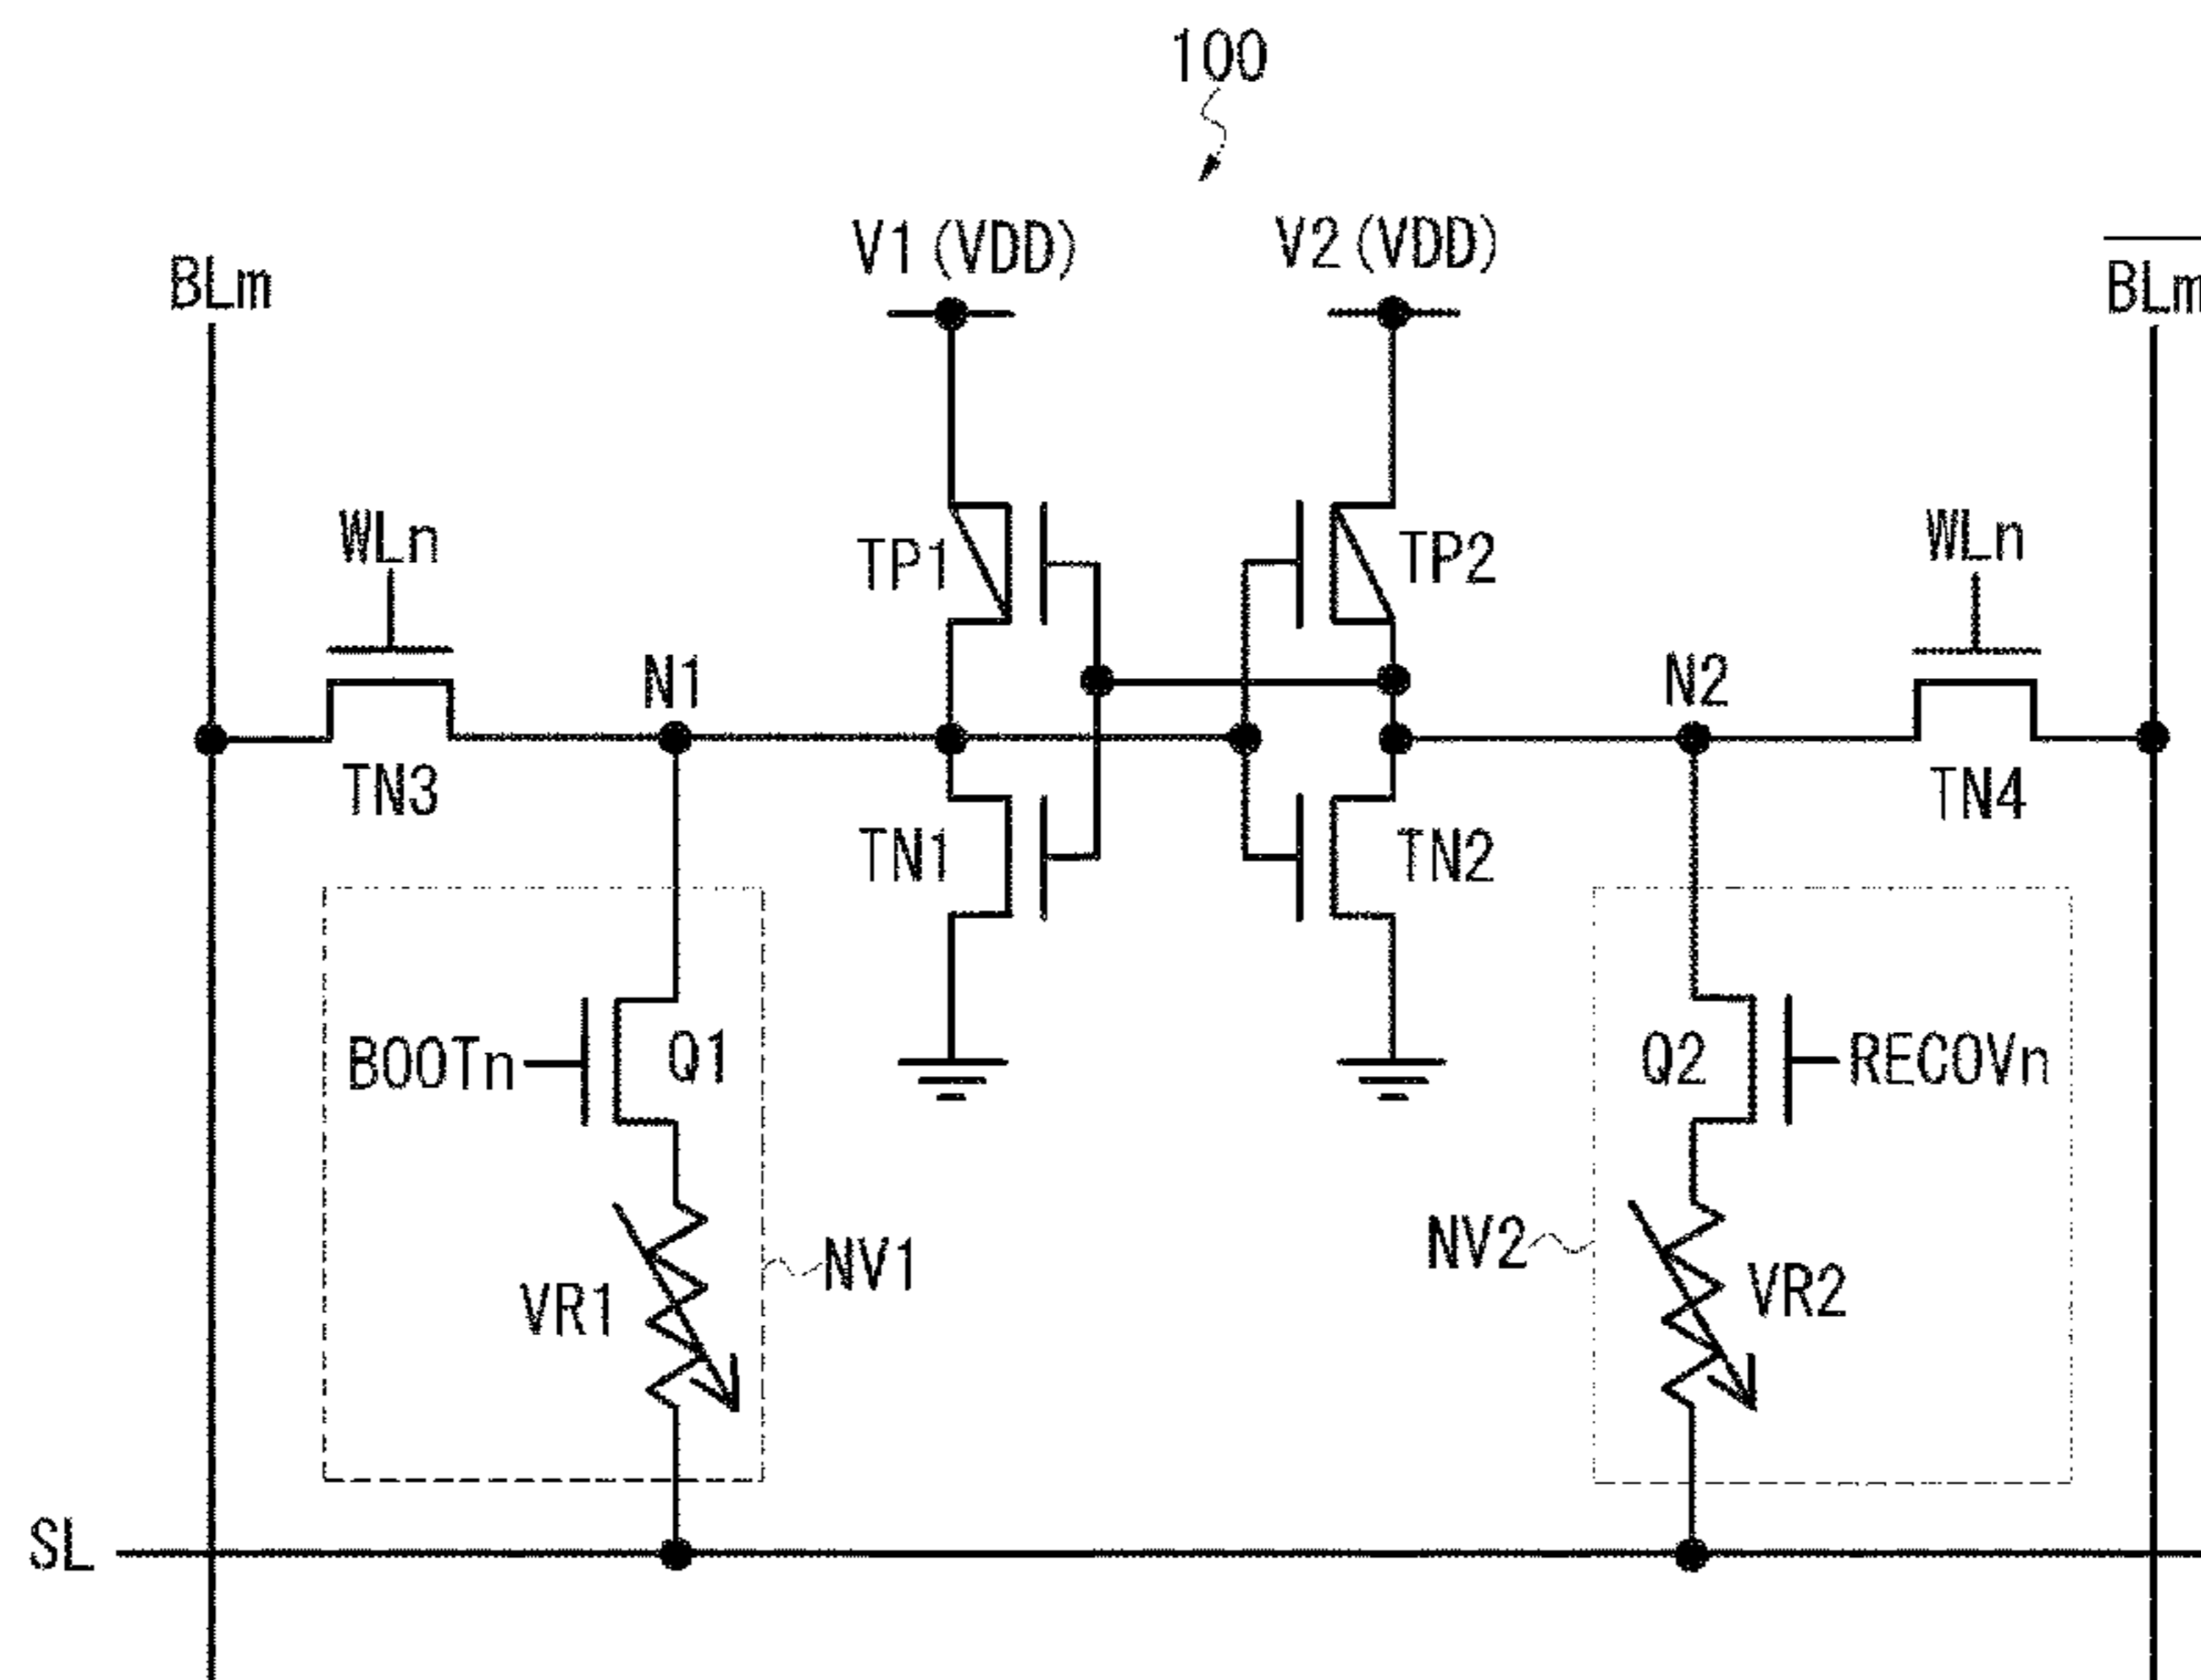 100
V1(VDD)
V2(VDD)
BLm
BLm
WLn
TP1
TP2
WLn
N1
N2
TN3
TN4
TN1
TN2
BOOTn
Q1
Q2
RECOVn
NV1
NV2
VR1
VR2
SL